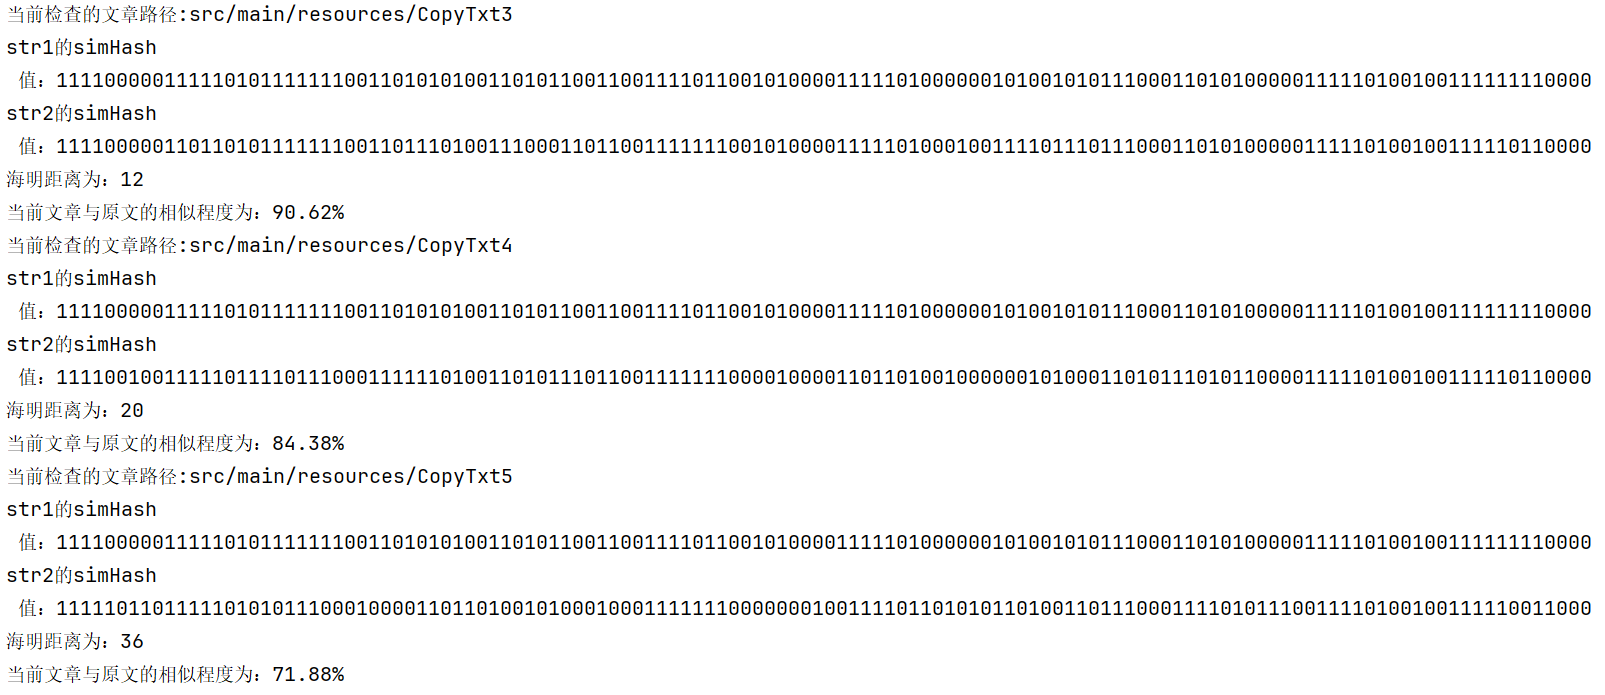 当前检查的文章路径:src/main/resources/CopyTxt3
str1的simHash
值：11110000011111010111111100110101010011010110011001111011001010000111110100000010100101011100011010100000111110100100111111110000
str2的simHash
值：11110000011011010111111100110111010011100011011001111111001010000111110100010011110111011100011010100000111110100100111110110000
海明距离为：12
当前文章与原文的相似程度为：90.62%
当前检查的文章路径:src/main/resources/CopyTxt4
str1的simHash
值：11110000011111010111111100110101010011010110011001111011001010000111110100000010100101011100011010100000111110100100111111110000
str2的simHash
值：11110010011111011110111000111111010011010111011001111111000010000110110100100000010100011010111010110000111110100100111110110000
海明距离为：20
当前文章与原文的相似程度为：84.38%
当前检查的文章路径:src/main/resources/CopyTxt5
str1的simHash
值：11110000011111010111111100110101010011010110011001111011001010000111110100000010100101011100011010100000111110100100111111110000
str2的simHash
值：11111011011111010101110001000011011010010100010001111111000000010011110110101011010011011100011110101110011110100100111110011000
海明距离为：36
当前文章与原文的相似程度为：71.88%